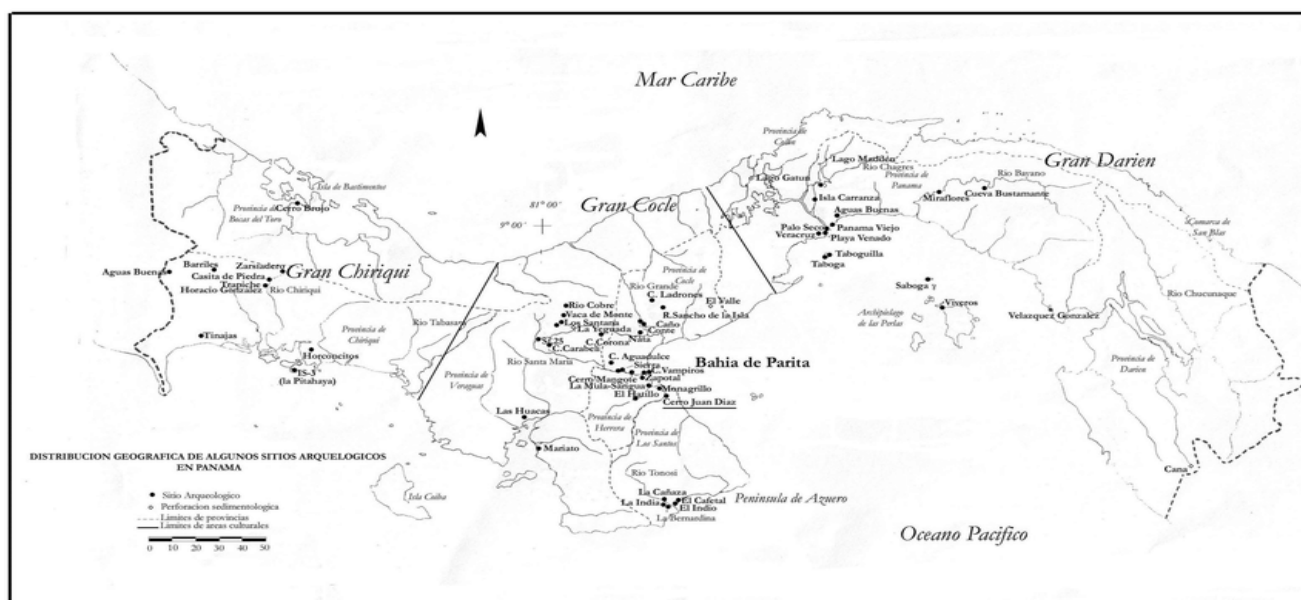 Mar Caribe
Gran Darien
Gran Cocle
Gran Chiriqui
81° 00´
9° 00´
Provincia de
Colon
Lago Gatun
Lago Madden
Rio Chagres
Provincia de
Panama
Isla Carranza
Aguas Buenas
Palo Seco
Veracruz
Panama Viejo
Playa Venado
Taboguilla
Taboga
Miraflores
Cueva Bustamante
Rio Bayano
Comarca de
San Blas
Saboga
Viveros
Archipielago
de las Perlas
Velazquez Gonzalez
Rio Chucunaque
Provincia de
Darien
Cana
Isla de Bastimentos
Provincia de
Bocas del Toro
Cerro Brujo
Aguas Buenas
Barriles
Zarsiadero
Casita de Piedra
Trapiche
Horacio Gonzalez
Rio Chiriqui
Tinajas
Provincia de
Chiriqui
Horconcitos
IS-3
(la Pitahaya)
Rio Tabasara
Provincia de
Veraguas
Rio Cobre
Vaca de Monte
Los Santana
La Yeguada
C.Corona
C.Carabali
Rio Santa Maria
Rio Grande
Provincia de
Cocle
C. Ladrones
El Valle
R.Sancho de la Isla
Caño
Conte
Nata
C. Aguadulce
Sierra
C.Vampiros
Cerro Mangote
Zapotal
La Mula-Sarigua
Monagrillo
El Hatillo
Cerro Juan Diaz
Bahia de Parita
Provincia de
Herrera
Provincia de
Los Santos
Las Huacas
Mariato
Isla Coiba
Rio Tonosi
La Cañaza
La India
El Cafetal
El Indio
La Bernardina
Peninsula de Azuero
Oceano Pacifico
DISTRIBUCION GEOGRAFICA DE ALGUNOS SITIOS ARQUELOGICOS
EN PANAMA
Sitio Arqueologico
Perforacion sedimentologica
Limites de provincias
Limites de areas culturales
0 10 20 30 40 50